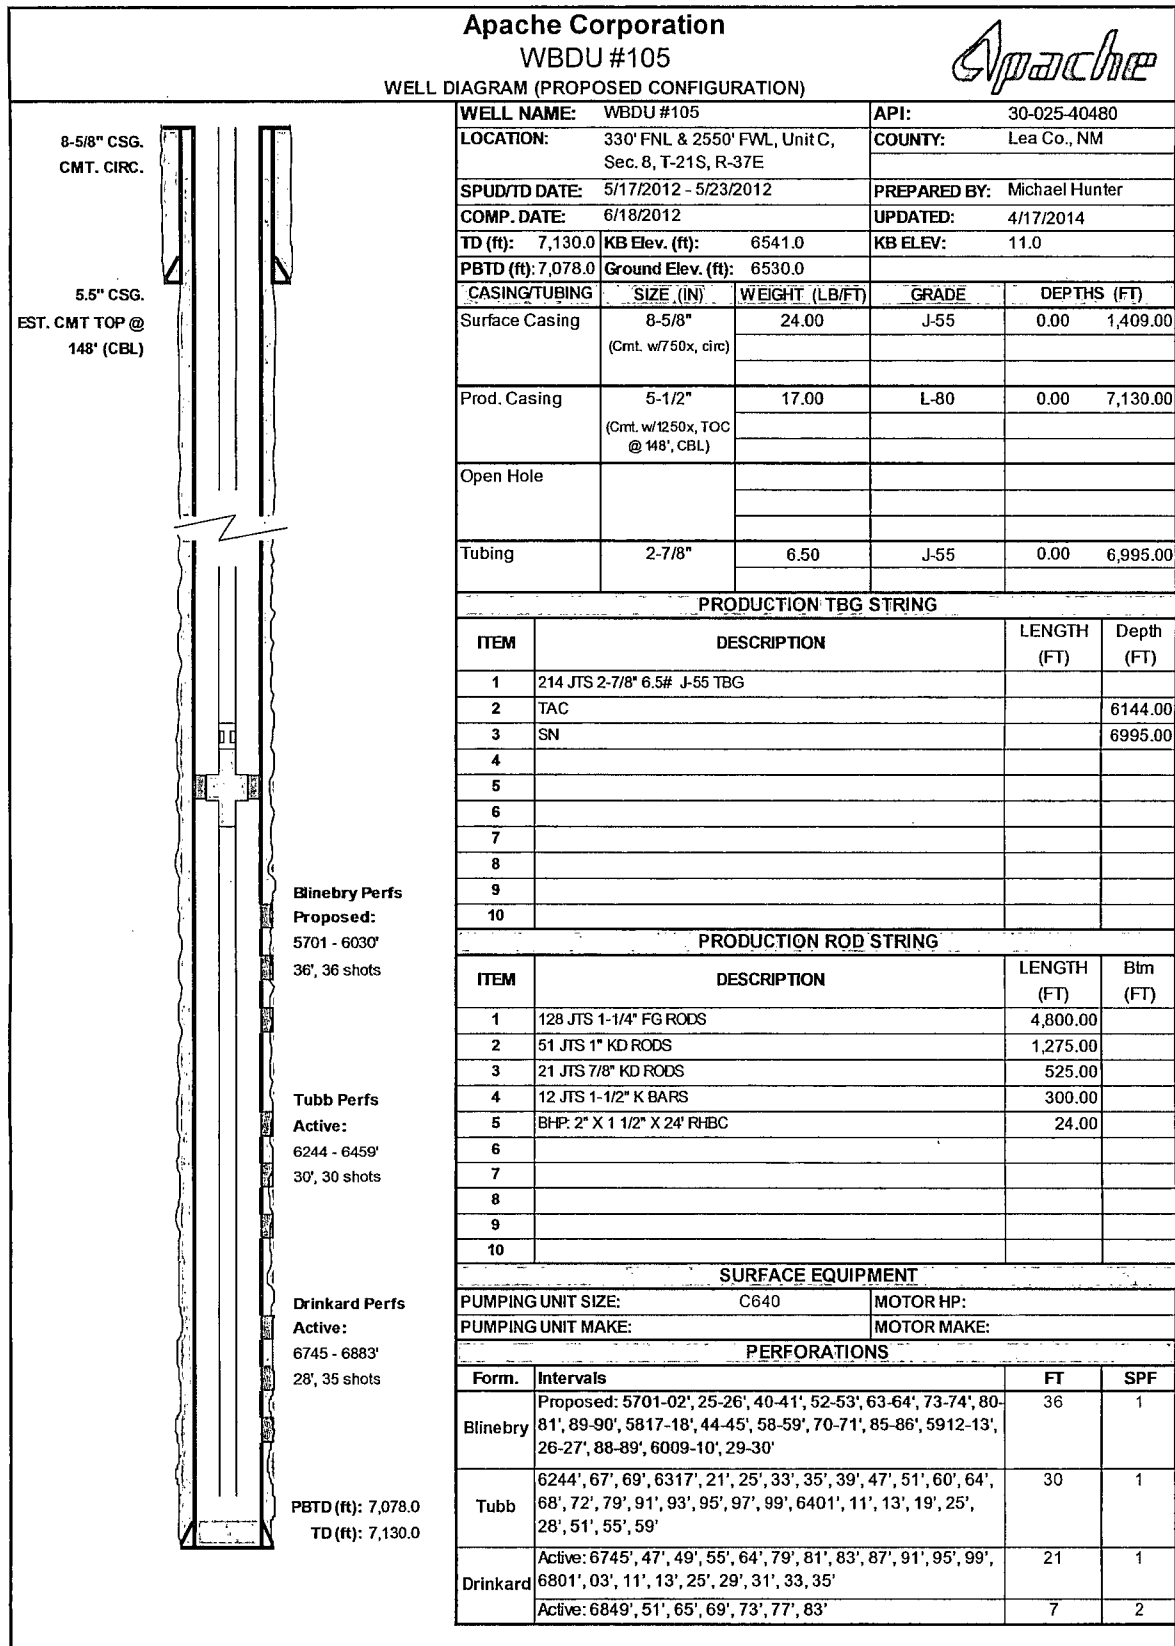 Apache Corporation
WBDU #105
WELL DIAGRAM (PROPOSED CONFIGURATION)
Apache
8-5/8" CSG.
CMT. CIRC.
5.5" CSG.
EST. CMT TOP @
148' (CBL)
Blinebry Perfs
Proposed:
5701 - 6030'
36', 36 shots
Tubb Perfs
Active:
6244 - 6459'
30', 30 shots
Drinkard Perfs
Active:
6745 - 6883'
28', 35 shots
PBTD (ft): 7,078.0
TD (ft): 7,130.0
WELL NAME: WBDU #105 API: 30-025-40480
LOCATION: 330' FNL & 2550' FWL, Unit C, COUNTY: Lea Co., NM
Sec. 8, T-21S, R-37E
SPUD/TD DATE: 5/17/2012 - 5/23/2012 PREPARED BY: Michael Hunter
COMP. DATE: 6/18/2012 UPDATED: 4/17/2014
TD (ft): 7,130.0 KB Elev. (ft): 6541.0 KB ELEV: 11.0
PBTD (ft): 7,078.0 Ground Elev. (ft): 6530.0
CASING/TUBING SIZE (IN) WEIGHT (LB/FT) GRADE DEPTHS (FT)
Surface Casing 8-5/8" 24.00 J-55 0.00 1,409.00
(Cmt. w/750x, circ)
Prod. Casing 5-1/2" 17.00 L-80 0.00 7,130.00
(Cmt. w/1250x, TOC
@ 148', CBL)
Open Hole
Tubing 2-7/8" 6.50 J-55 0.00 6,995.00
PRODUCTION TBG STRING
ITEM DESCRIPTION LENGTH (FT) Depth (FT)
1 214 JTS 2-7/8" 6.5# J-55 TBG
2 TAC 6144.00
3 SN 6995.00
4
5
6
7
8
9
10
PRODUCTION ROD STRING
ITEM DESCRIPTION LENGTH (FT) Btm (FT)
1 128 JTS 1-1/4" FG RODS 4,800.00
2 51 JTS 1" KD RODS 1,275.00
3 21 JTS 7/8" KD RODS 525.00
4 12 JTS 1-1/2" K BARS 300.00
5 BHP: 2" X 1 1/2" X 24' RHBC 24.00
6
7
8
9
10
SURFACE EQUIPMENT
PUMPING UNIT SIZE: C640 MOTOR HP:
PUMPING UNIT MAKE: MOTOR MAKE:
PERFORATIONS
Form. Intervals FT SPF
Blinebry Proposed: 5701-02', 25-26', 40-41', 52-53', 63-64', 73-74', 80- 36 1
81', 89-90', 5817-18', 44-45', 58-59', 70-71', 85-86', 5912-13',
26-27', 88-89', 6009-10', 29-30'
Tubb 6244', 67', 69', 6317', 21', 25', 33', 35', 39', 47', 51', 60', 64', 30 1
68', 72', 79', 91', 93', 95', 97', 99', 6401', 11', 13', 19', 25',
28', 51', 55', 59'
Drinkard Active: 6745', 47', 49', 55', 64', 79', 81', 83', 87', 91', 95', 99', 21 1
6801', 03', 11', 13', 25', 29', 31', 33, 35'
Active: 6849', 51', 65', 69', 73', 77', 83' 7 2